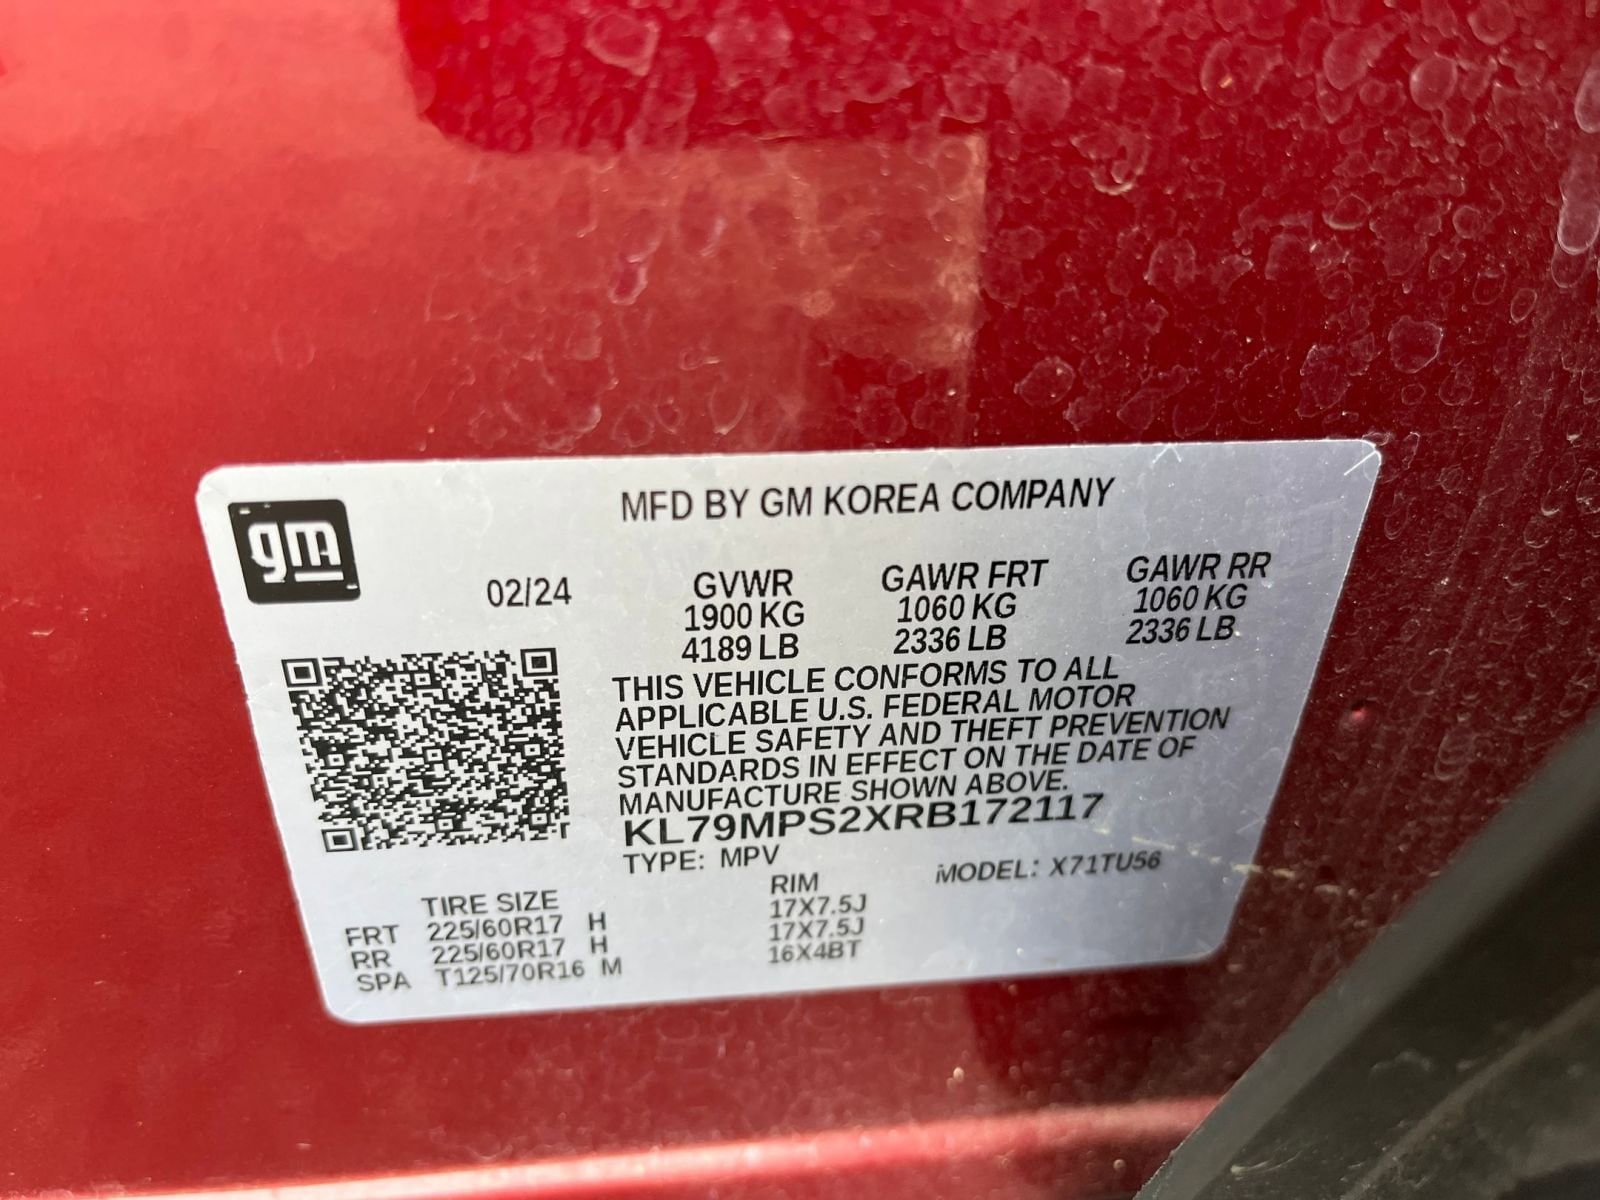 gm
MFD BY GM KOREA COMPANY
02/24
GVWR GAWR FRT GAWR RR
1900 KG 1060 KG 1060 KG
4189 LB 2336 LB 2336 LB
THIS VEHICLE CONFORMS TO ALL
APPLICABLE U.S. FEDERAL MOTOR
VEHICLE SAFETY AND THEFT PREVENTION
STANDARDS IN EFFECT ON THE DATE OF
MANUFACTURE SHOWN ABOVE.
KL79MPS2XRB172117
TYPE: MPV MODEL: X71TU56
TIRE SIZE RIM
FRT 225/60R17 H 17X7.5J
RR 225/60R17 H 17X7.5J
SPA T125/70R16 M 16X4BT